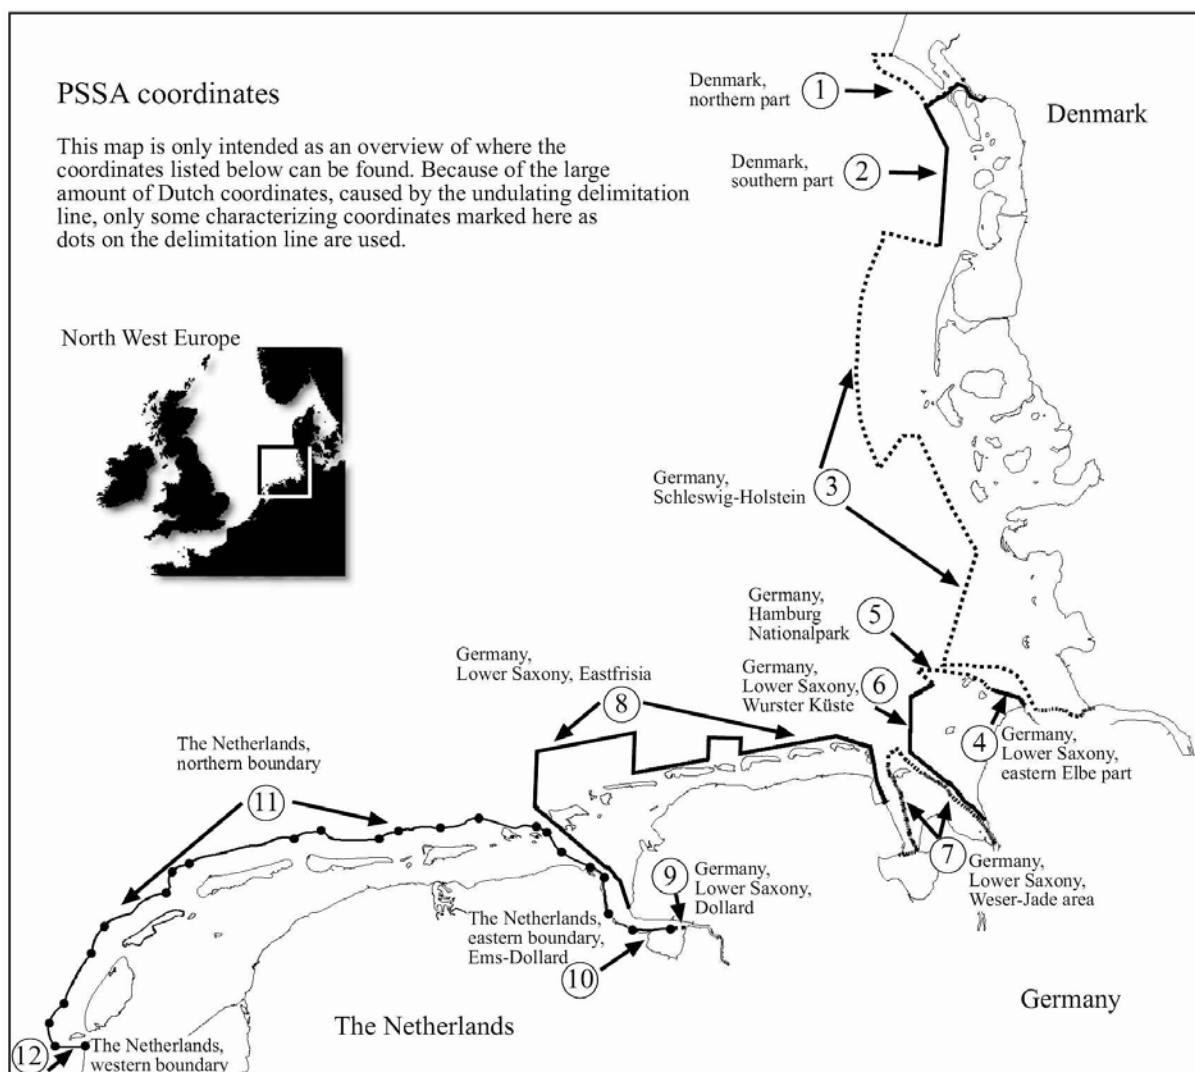 PSSA coordinates
This map is only intended as an overview of where the
coordinates listed below can be found. Because of the large
amount of Dutch coordinates, caused by the undulating delimitation
line, only some characterizing coordinates marked here as
dots on the delimitation line are used.
North West Europe
Denmark,
northern part
1
Denmark
Denmark,
southern part
2
Germany,
Schleswig-Holstein
3
Germany,
Hamburg
Nationalpark
5
Germany,
Lower Saxony,
Wurster Küste
6
Germany,
Lower Saxony, Eastfrisia
8
4
Germany,
Lower Saxony,
eastern Elbe part
The Netherlands,
northern boundary
11
7
Germany,
Lower Saxony,
Weser-Jade area
9
Germany,
Lower Saxony,
Dollard
The Netherlands,
eastern boundary,
Ems-Dollard
10
Germany
The Netherlands
12
The Netherlands,
western boundary